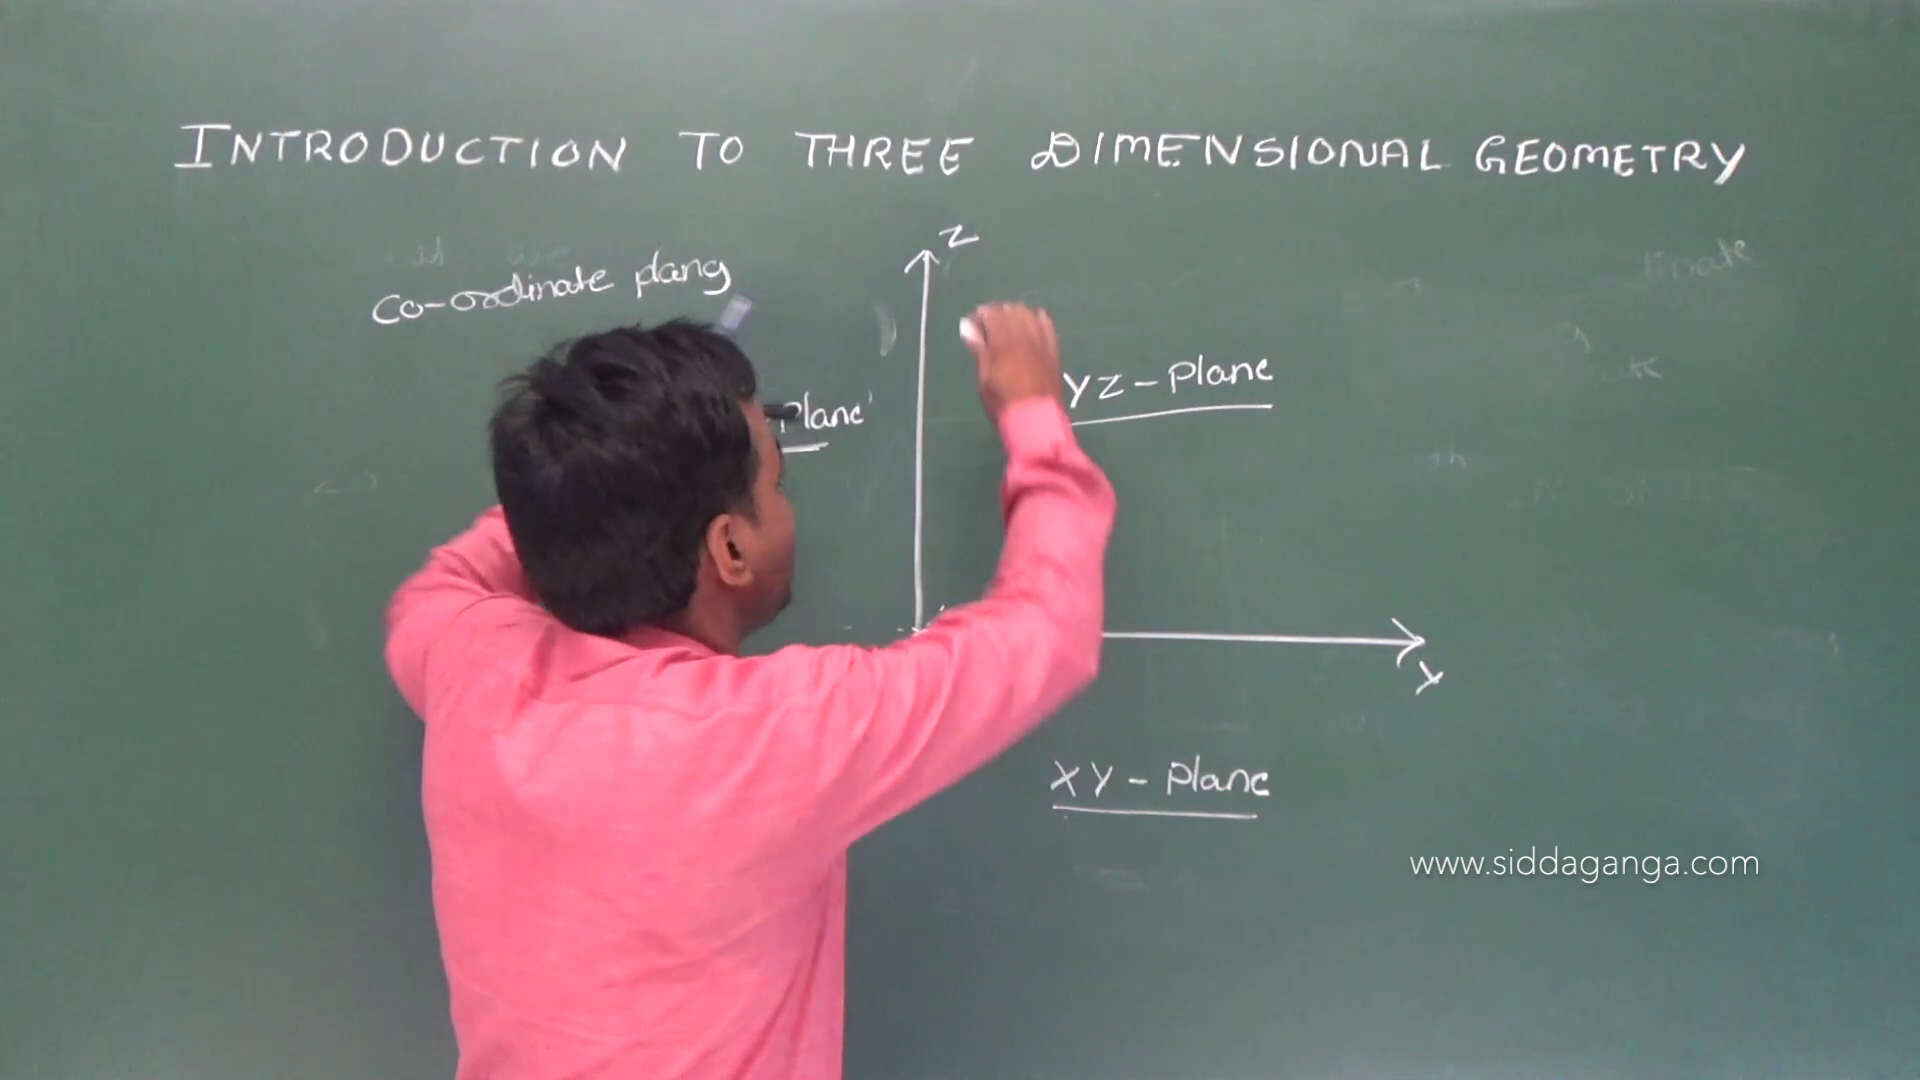 INTRODUCTION TO THREE DIMENSIONAL GEOMETRY
Z
Co-ordinate plang
YZ-Plane
-Plane'
Y
XY-Plane
www.siddaganga.com